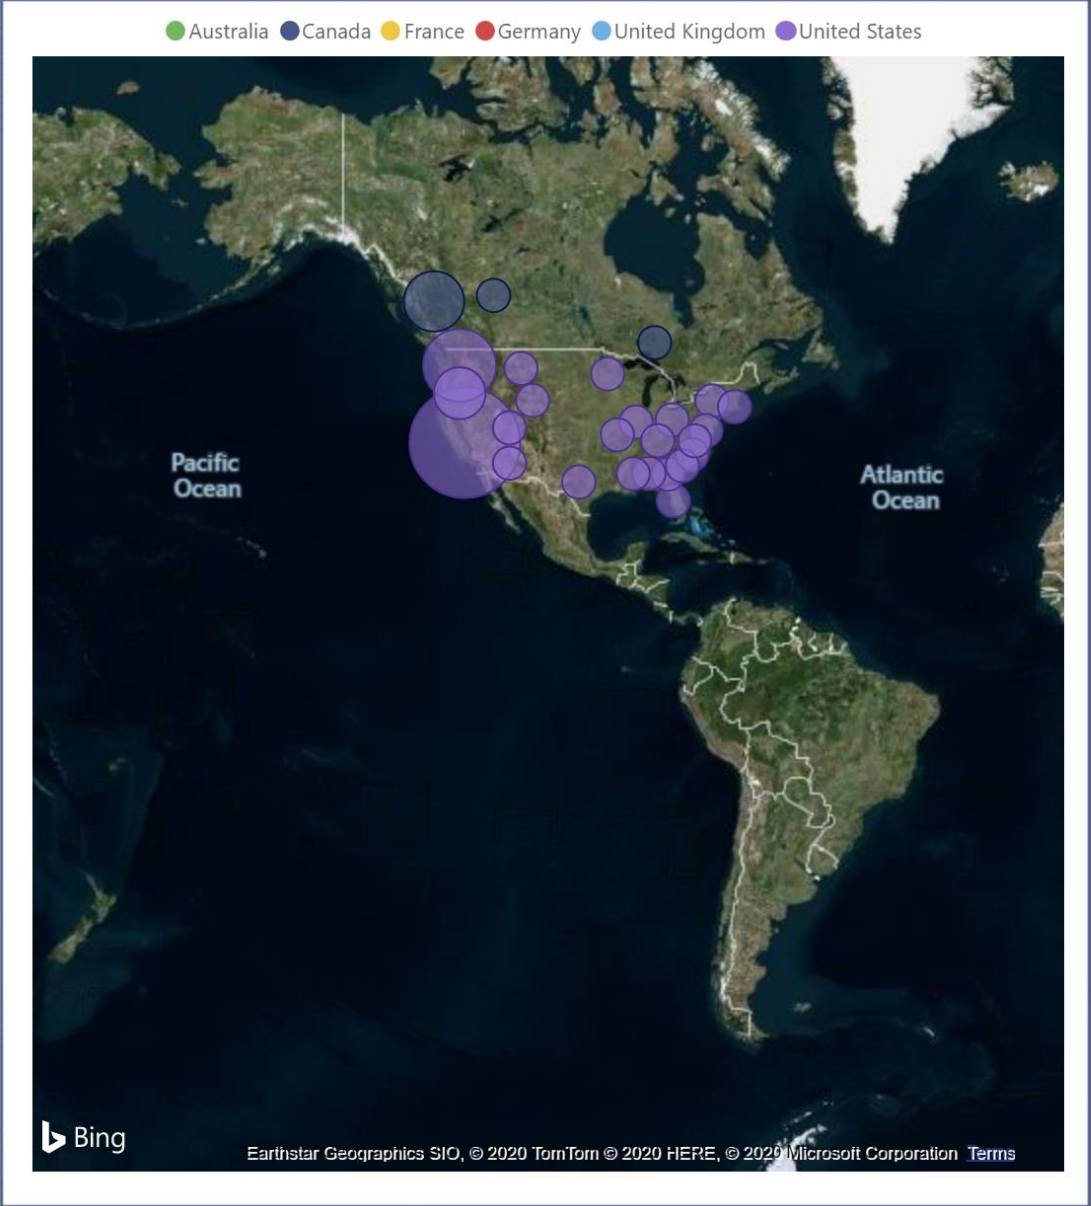 Australia Canada France Germany United Kingdom United States
Pacific
Ocean
Atlantic
Ocean
Bing
Earthstar Geographics SIO, © 2020 TomTom © 2020 HERE, © 2020 Microsoft Corporation Terms